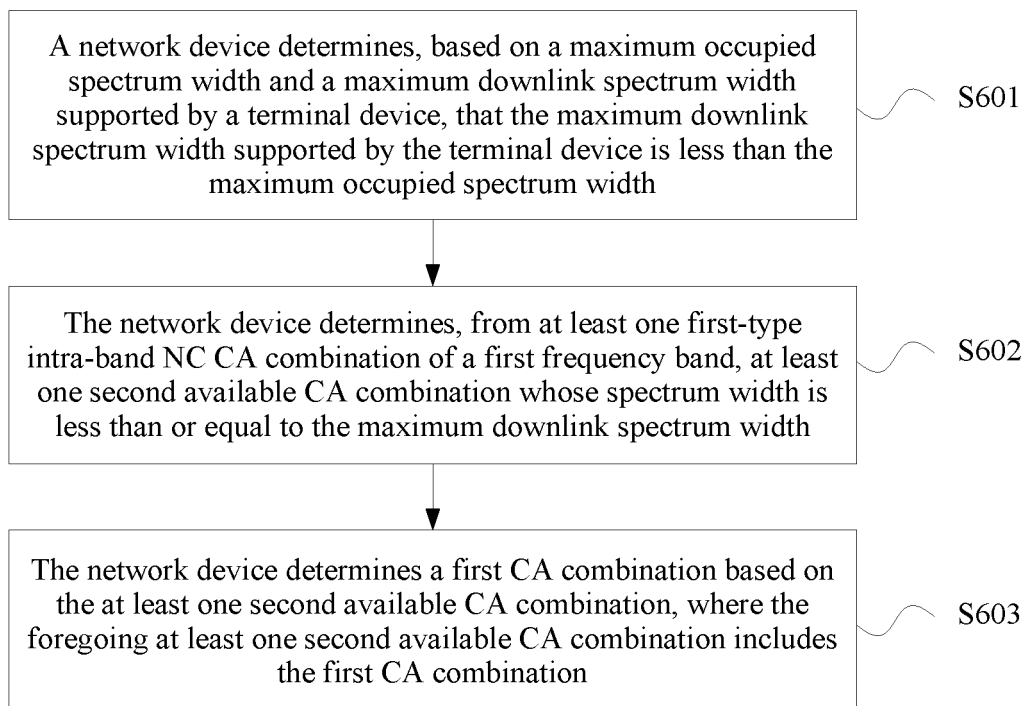 A network device determines, based on a maximum occupied
spectrum width and a maximum downlink spectrum width
supported by a terminal device, that the maximum downlink
spectrum width supported by the terminal device is less than the
maximum occupied spectrum width
S601
The network device determines, from at least one first-type
intra-band NC CA combination of a first frequency band, at least
one second available CA combination whose spectrum width is
less than or equal to the maximum downlink spectrum width
S602
The network device determines a first CA combination based on
the at least one second available CA combination, where the
foregoing at least one second available CA combination includes
the first CA combination
S603